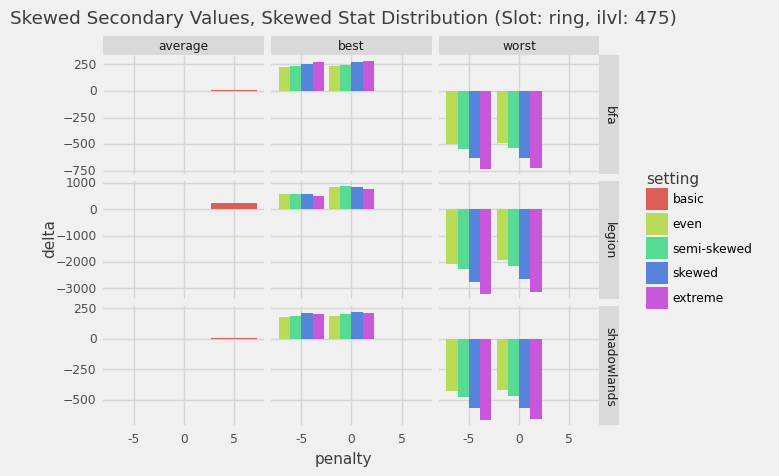 Skewed Secondary Values, Skewed Stat Distribution (Slot: ring, ilvl: 475)
average best worst
250
0
−250
−500
−750
bfa
1000
0
−1000
−2000
−3000
legion
250
0
−250
−500
shadowlands
delta
-5 0 5 -5 0 5 -5 0 5
penalty
setting
basic
even
semi-skewed
skewed
extreme